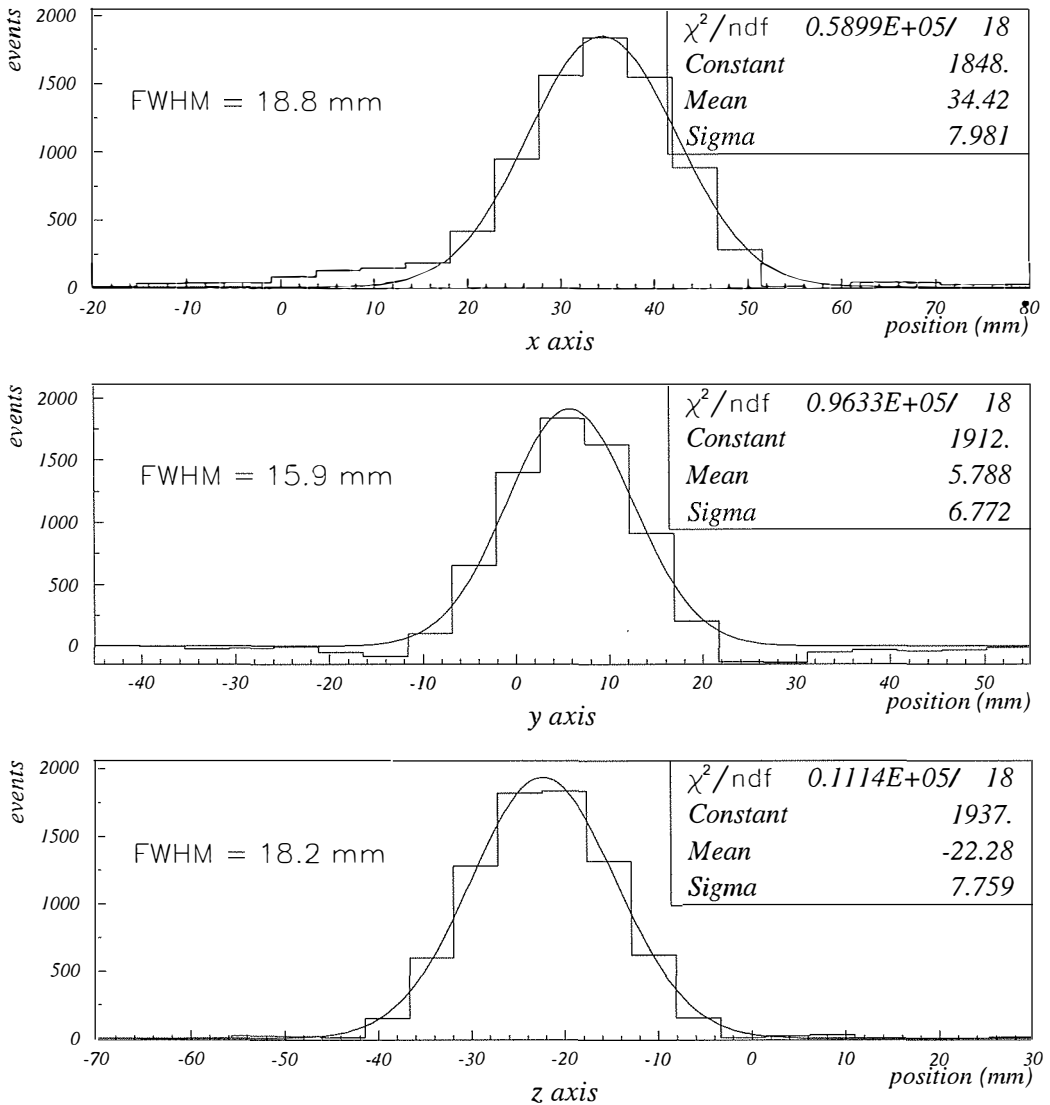 events
2000
1500
1000
500
0
FWHM = 18.8 mm
χ²/ndf 0.5899E+05/ 18
Constant 1848.
Mean 34.42
Sigma 7.981
-20 -10 0 10 20 30 40 50 60 70 80
position (mm)
x axis
events
2000
1500
1000
500
0
FWHM = 15.9 mm
χ²/ndf 0.9633E+05/ 18
Constant 1912.
Mean 5.788
Sigma 6.772
-40 -30 -20 -10 0 10 20 30 40 50
position (mm)
y axis
events
2000
1500
1000
500
0
FWHM = 18.2 mm
χ²/ndf 0.1114E+05/ 18
Constant 1937.
Mean -22.28
Sigma 7.759
-70 -60 -50 -40 -30 -20 -10 0 10 20 30
position (mm)
z axis